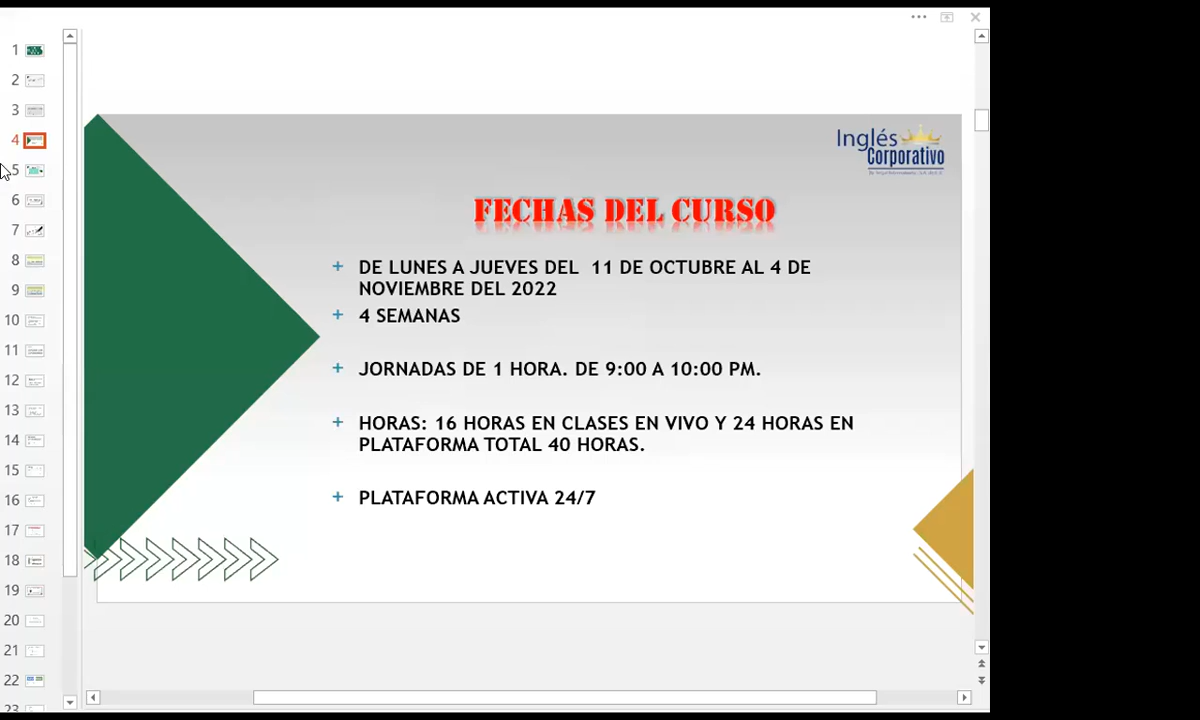 1
2
3
4
5
6
7
8
9
10
11
12
13
14
15
16
17
18
19
20
21
22
23
Inglés
Corporativo
FECHAS DEL CURSO
+ DE LUNES A JUEVES DEL 11 DE OCTUBRE AL 4 DE
NOVIEMBRE DEL 2022
+ 4 SEMANAS
+ JORNADAS DE 1 HORA. DE 9:00 A 10:00 PM.
+ HORAS: 16 HORAS EN CLASES EN VIVO Y 24 HORAS EN
PLATAFORMA TOTAL 40 HORAS.
+ PLATAFORMA ACTIVA 24/7